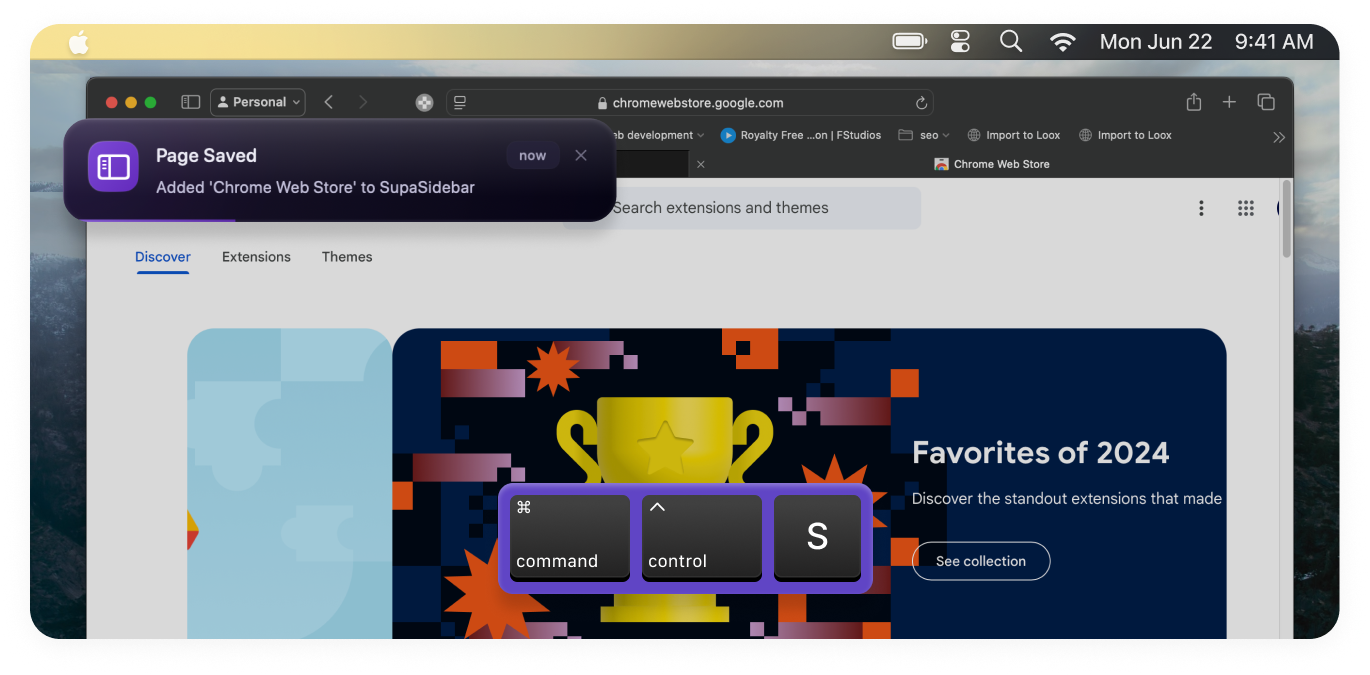 Mon Jun 22 9:41 AM
Personal
chromewebstore.google.com
development
Royalty Free ...on | FStudios
seo
Import to Loox
Import to Loox
Chrome Web Store
Page Saved
now
Added 'Chrome Web Store' to SupaSidebar
Search extensions and themes
Discover
Extensions
Themes
Favorites of 2024
Discover the standout extensions that made
See collection
⌘
command
^
control
S